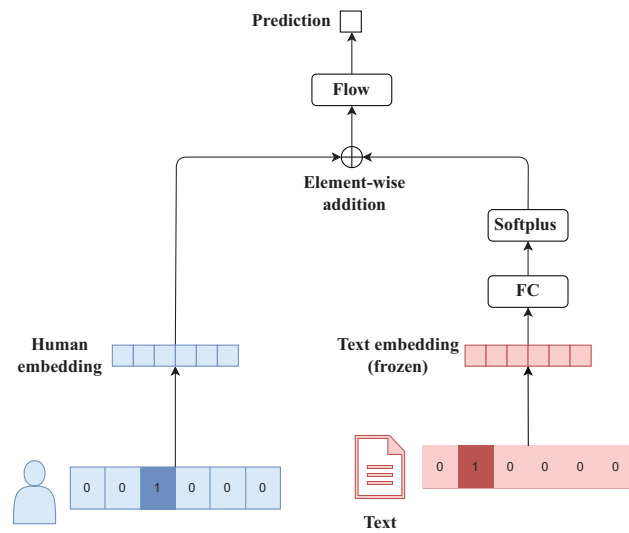 Prediction
Flow
Element-wise
addition
Softplus
FC
Human
embedding
Text embedding
(frozen)
0 0 1 0 0 0
0 1 0 0 0 0
Text